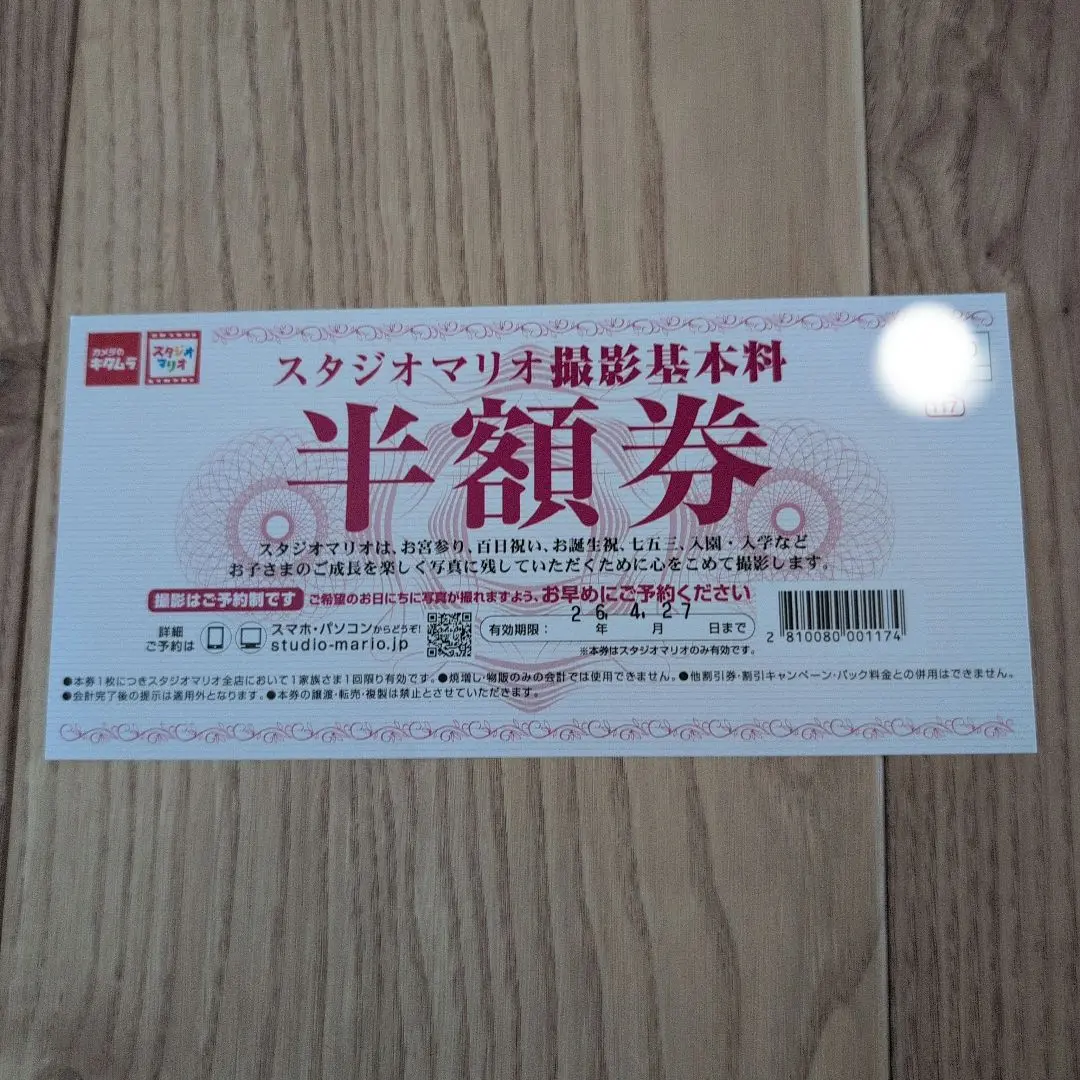 カメラの
キタムラ
スタジオ
マリオ
スタジオマリオ撮影基本料
半額券
117
スタジオマリオは、お宮参り、百日祝い、お誕生祝、七五三、入園・入学など
お子さまのご成長を楽しく写真に残していただくために心をこめて撮影します。
撮影はご予約制です ご希望のお日にちに写真が撮れますよう、お早めにご予約ください
詳細
ご予約は
スマホ・パソコンからどうぞ!
studio-mario.jp
26, 4, 27
有効期限: 年 月 日まで
※本券はスタジオマリオのみ有効です。
2 810080 001174
●本券1枚につきスタジオマリオ全店において1家族さま1回限り有効です。●焼増し・物販のみの会計では使用できません。●他割引券・割引キャンペーン・パック料金との併用はできません。
●会計完了後の提示は適用外となります。●本券の譲渡・転売・複製は禁止とさせていただきます。